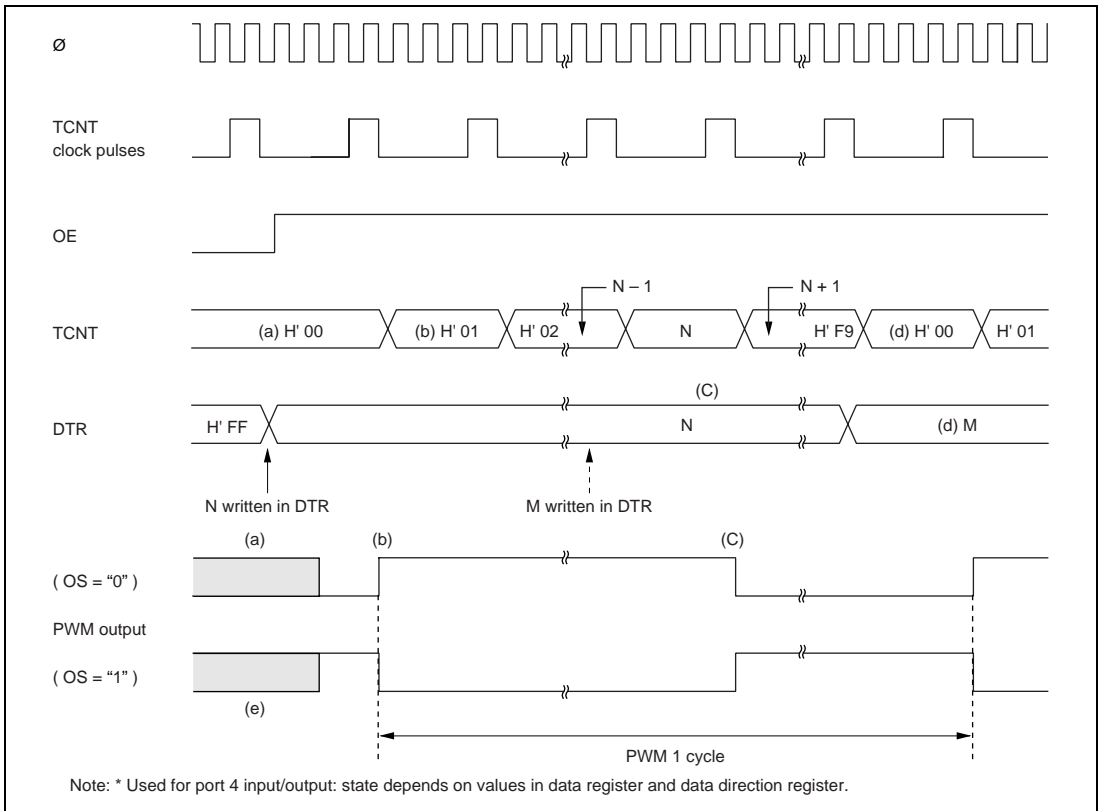 Ø
TCNT
clock pulses
OE
N – 1
N + 1
TCNT
(a) H' 00
(b) H' 01
H' 02
N
H' F9
(d) H' 00
H' 01
(C)
DTR
H' FF
N
(d) M
N written in DTR
M written in DTR
(a)
(b)
(C)
( OS = “0” )
PWM output
( OS = “1” )
(e)
PWM 1 cycle
Note: * Used for port 4 input/output: state depends on values in data register and data direction register.